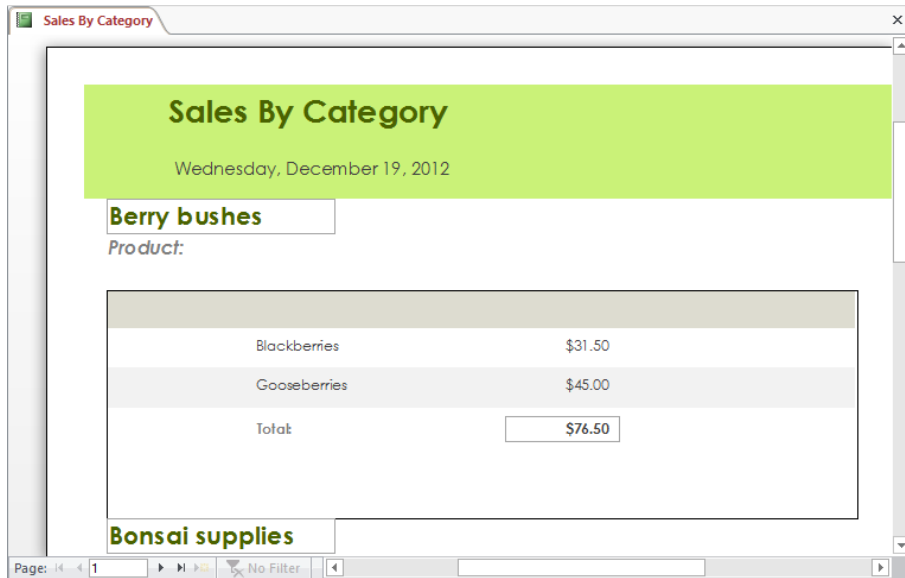 Sales By Category
Sales By Category
Wednesday, December 19, 2012
Berry bushes
Product:
Blackberries $31.50
Gooseberries $45.00
Total: $76.50
Bonsai supplies
Page: 1 No Filter